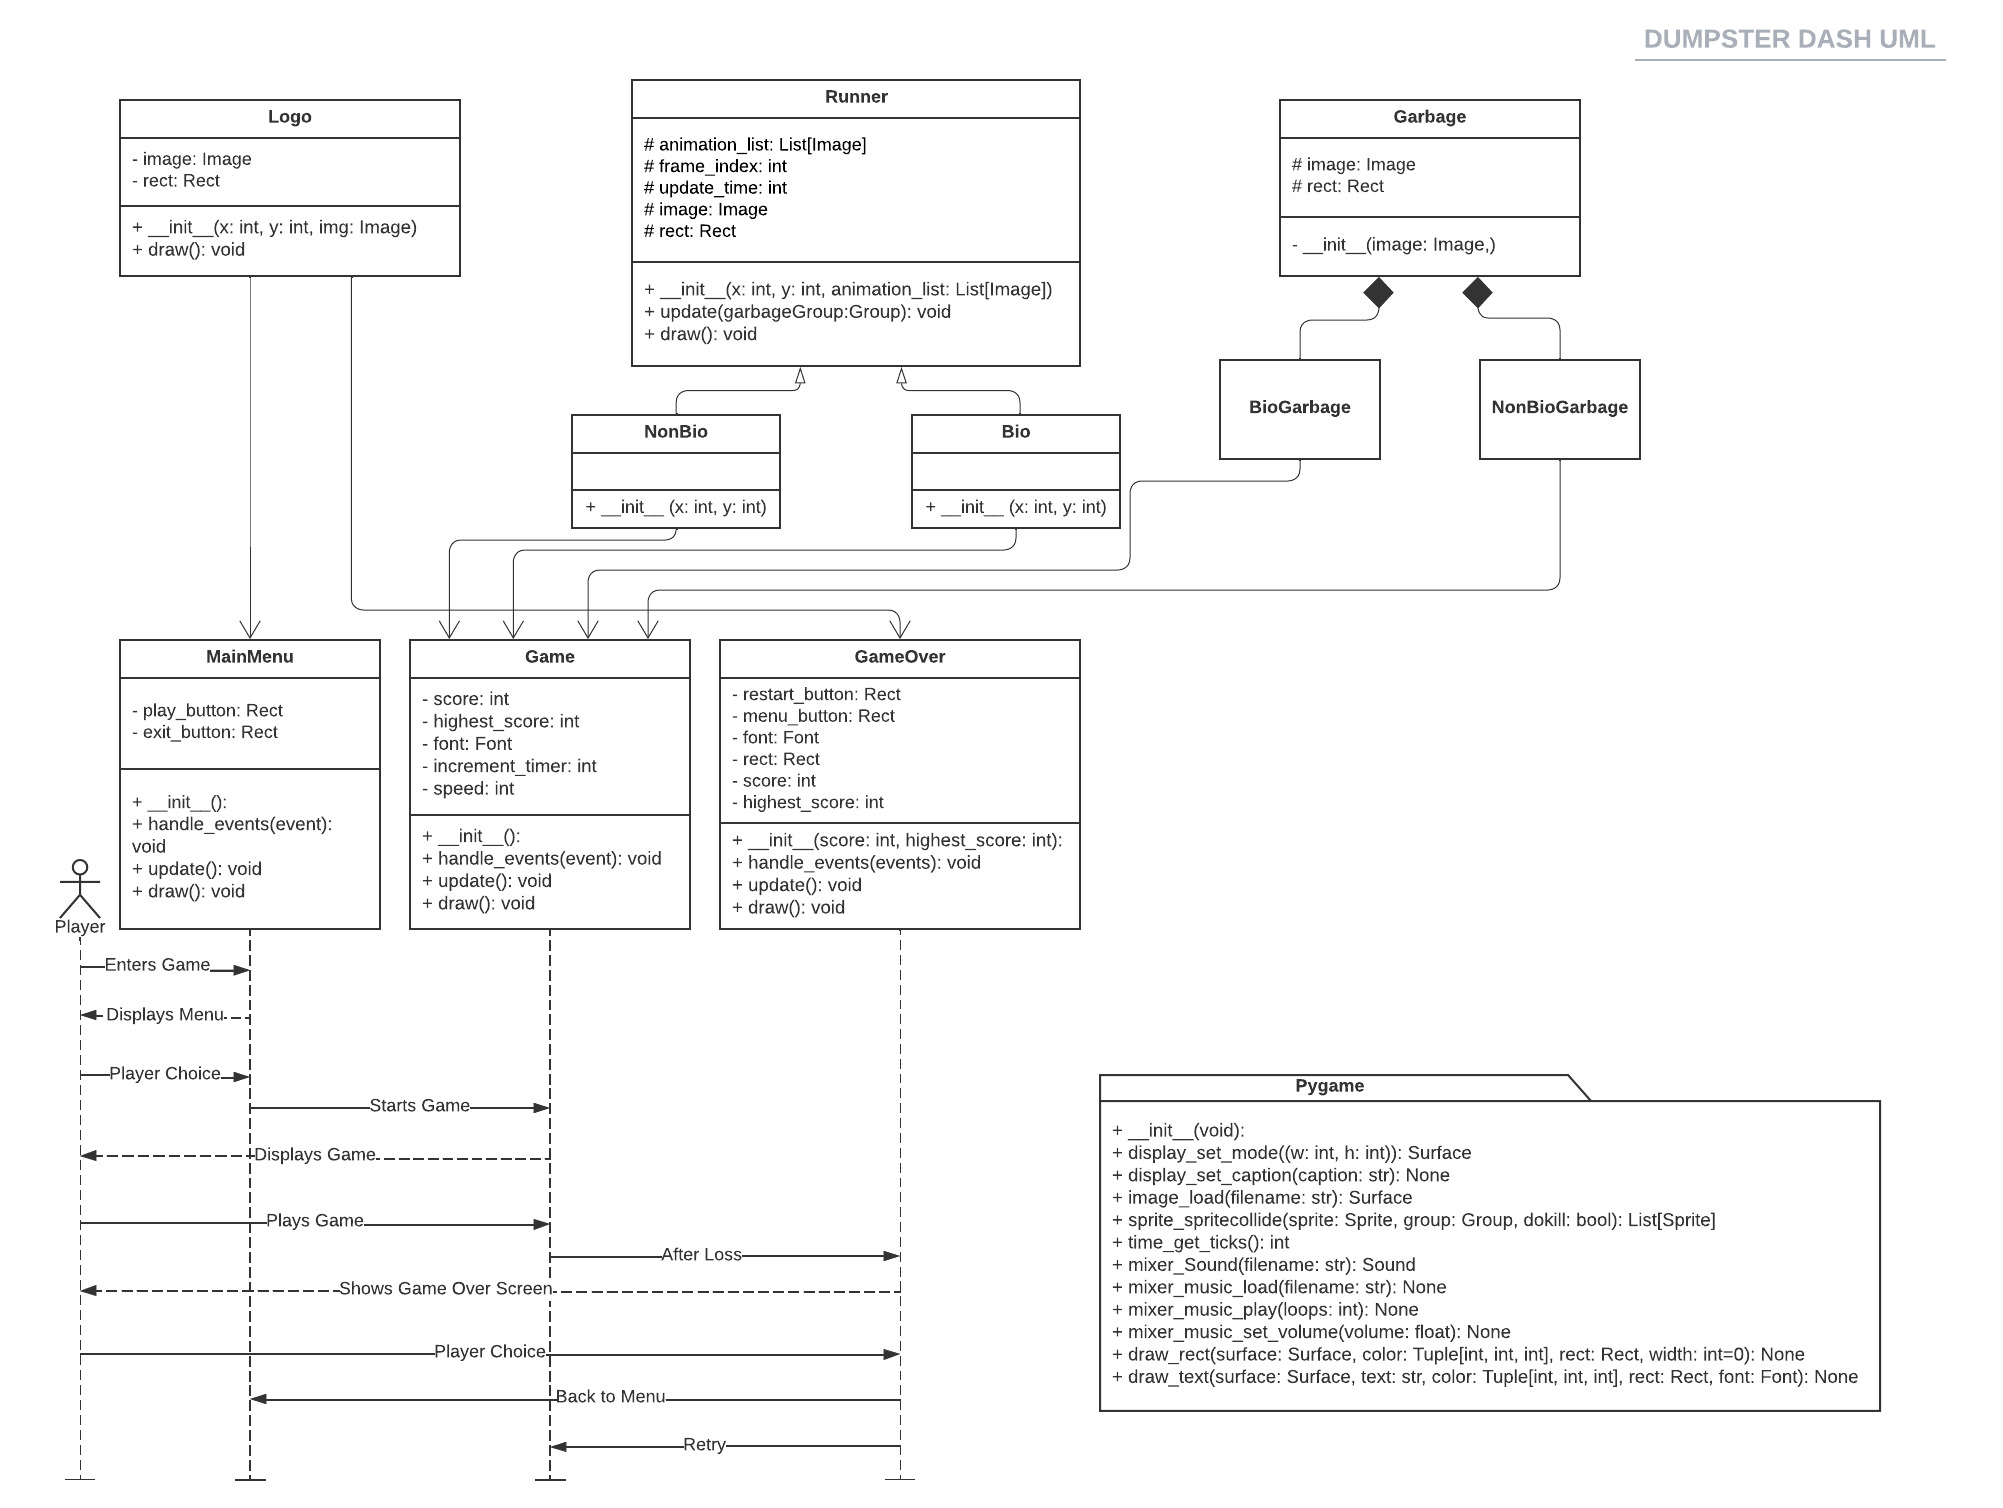 DUMPSTER DASH UML
Logo
- image: Image
- rect: Rect
+ __init__(x: int, y: int, img: Image)
+ draw(): void
Runner
# animation_list: List[Image]
# frame_index: int
# update_time: int
# image: Image
# rect: Rect
+ __init__(x: int, y: int, animation_list: List[Image])
+ update(garbageGroup:Group): void
+ draw(): void
Garbage
# image: Image
# rect: Rect
- __init__(image: Image,)
NonBio
+ __init__ (x: int, y: int)
Bio
+ __init__ (x: int, y: int)
BioGarbage
NonBioGarbage
MainMenu
- play_button: Rect
- exit_button: Rect
+ __init__():
+ handle_events(event):
void
+ update(): void
+ draw(): void
Game
- score: int
- highest_score: int
- font: Font
- increment_timer: int
- speed: int
+ __init__():
+ handle_events(event): void
+ update(): void
+ draw(): void
GameOver
- restart_button: Rect
- menu_button: Rect
- font: Font
- rect: Rect
- score: int
- highest_score: int
+ __init__(score: int, highest_score: int):
+ handle_events(events): void
+ update(): void
+ draw(): void
Player
Enters Game
Displays Menu
Player Choice
Starts Game
Displays Game
Plays Game
After Loss
Shows Game Over Screen
Player Choice
Back to Menu
Retry
Pygame
+ __init__(void):
+ display_set_mode((w: int, h: int)): Surface
+ display_set_caption(caption: str): None
+ image_load(filename: str): Surface
+ sprite_spritecollide(sprite: Sprite, group: Group, dokill: bool): List[Sprite]
+ time_get_ticks(): int
+ mixer_Sound(filename: str): Sound
+ mixer_music_load(filename: str): None
+ mixer_music_play(loops: int): None
+ mixer_music_set_volume(volume: float): None
+ draw_rect(surface: Surface, color: Tuple[int, int, int], rect: Rect, width: int=0): None
+ draw_text(surface: Surface, text: str, color: Tuple[int, int, int], rect: Rect, font: Font): None